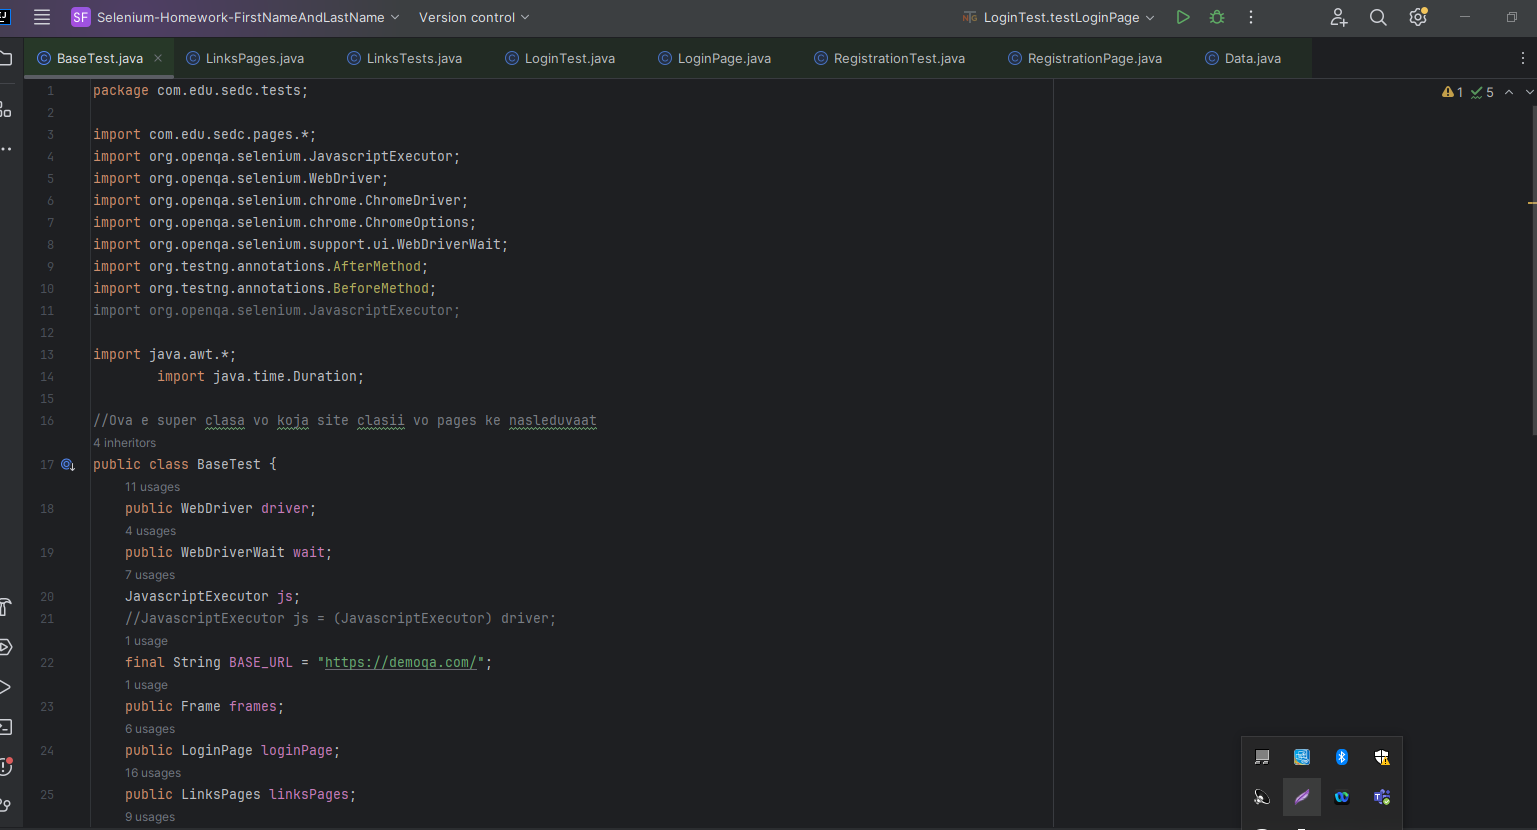 SF Selenium-Homework-FirstNameAndLastName Version control LoginTest.testLoginPage
BaseTest.java LinksPages.java LinksTests.java LoginTest.java LoginPage.java RegistrationTest.java RegistrationPage.java Data.java
1 package com.edu.sedc.tests; 1 5
2
3 import com.edu.sedc.pages.*;
4 import org.openqa.selenium.JavascriptExecutor;
5 import org.openqa.selenium.WebDriver;
6 import org.openqa.selenium.chrome.ChromeDriver;
7 import org.openqa.selenium.chrome.ChromeOptions;
8 import org.openqa.selenium.support.ui.WebDriverWait;
9 import org.testng.annotations.AfterMethod;
10 import org.testng.annotations.BeforeMethod;
11 import org.openqa.selenium.JavascriptExecutor;
12
13 import java.awt.*;
14 import java.time.Duration;
15
16 //Ova e super clasa vo koja site clasii vo pages ke nasleduvaat
4 inheritors
17 public class BaseTest {
11 usages
18 public WebDriver driver;
4 usages
19 public WebDriverWait wait;
7 usages
20 JavascriptExecutor js;
21 //JavascriptExecutor js = (JavascriptExecutor) driver;
1 usage
22 final String BASE_URL = "https://demoqa.com/";
1 usage
23 public Frame frames;
6 usages
24 public LoginPage loginPage;
16 usages
25 public LinksPages linksPages;
9 usages